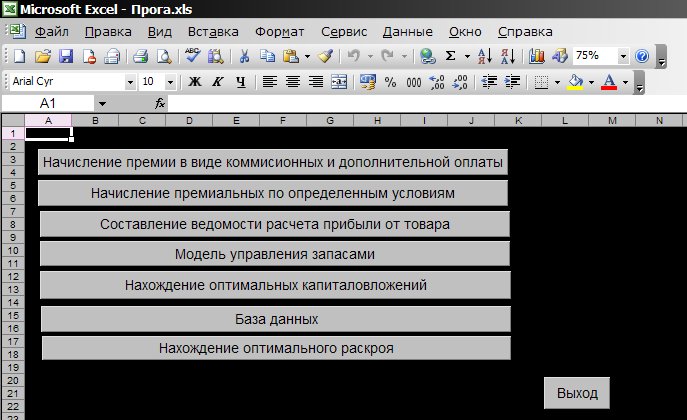 Microsoft Excel - Прога.xls
Файл Правка Вид Вставка Формат Сервис Данные Окно Справка
Σ 75%
Arial Cyr 10 Ж К Ч % 000
A1 fx
A B C D E F G H I J K L M N
1
2
3
Начисление премии в виде коммисионных и дополнительной оплаты
4
5
Начисление премиальных по определенным условиям
6
7
8
Составление ведомости расчета прибыли от товара
9
10
Модель управления запасами
11
12
13
Нахождение оптимальных капиталовложений
14
15
База данных
16
17
18
Нахождение оптимального раскроя
19
20
21
Выход
22
23